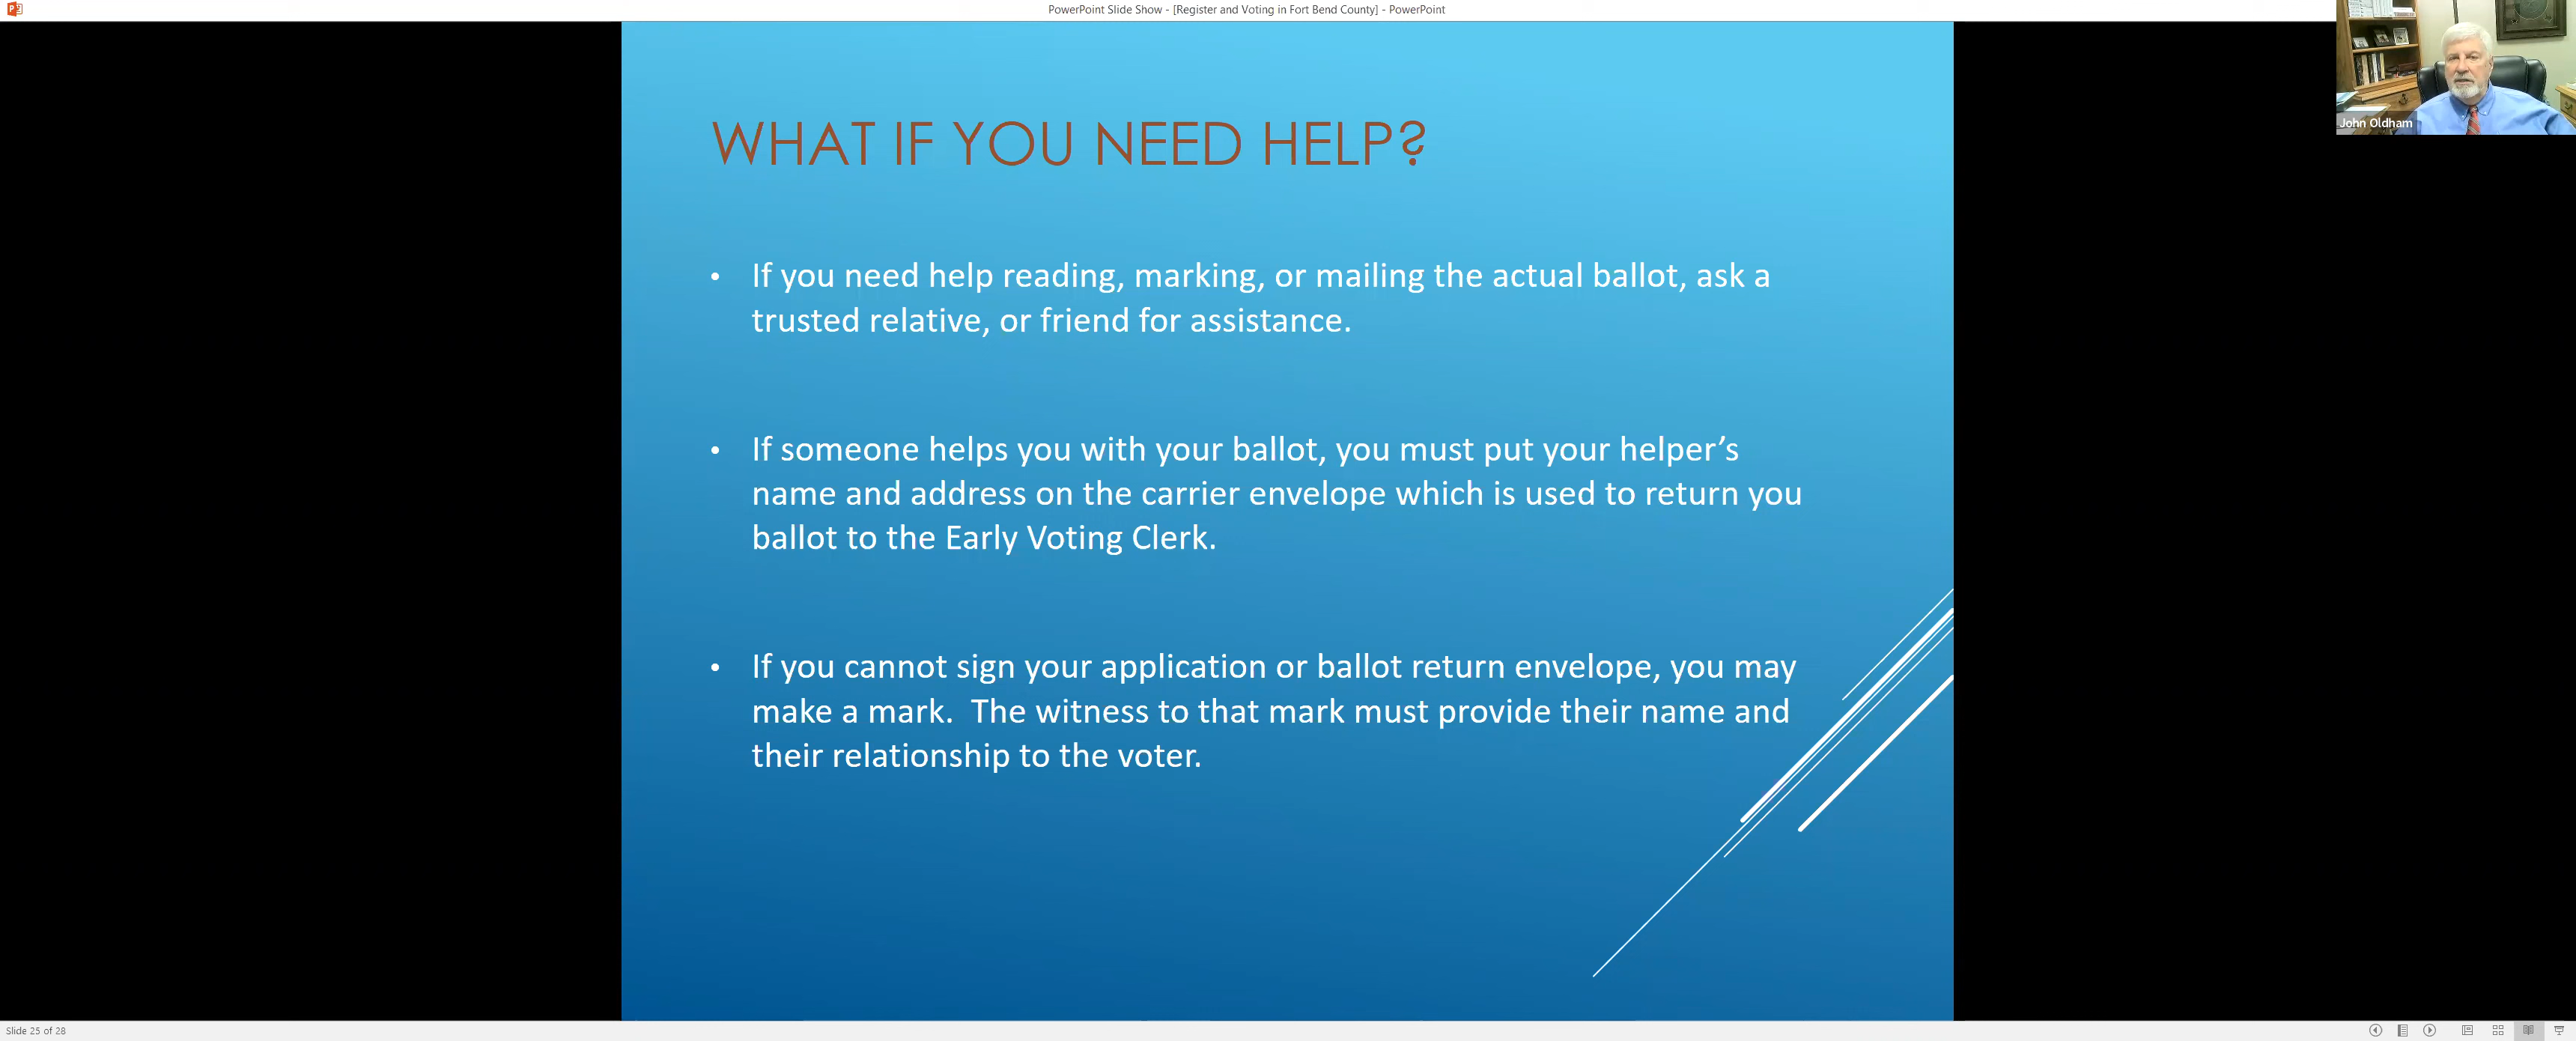 PowerPoint Slide Show - [Register and Voting in Fort Bend County] - PowerPoint
John Oldham
WHAT IF YOU NEED HELP?
• If you need help reading, marking, or mailing the actual ballot, ask a
trusted relative, or friend for assistance.
• If someone helps you with your ballot, you must put your helper’s
name and address on the carrier envelope which is used to return you
ballot to the Early Voting Clerk.
• If you cannot sign your application or ballot return envelope, you may
make a mark.  The witness to that mark must provide their name and
their relationship to the voter.
Slide 25 of 28